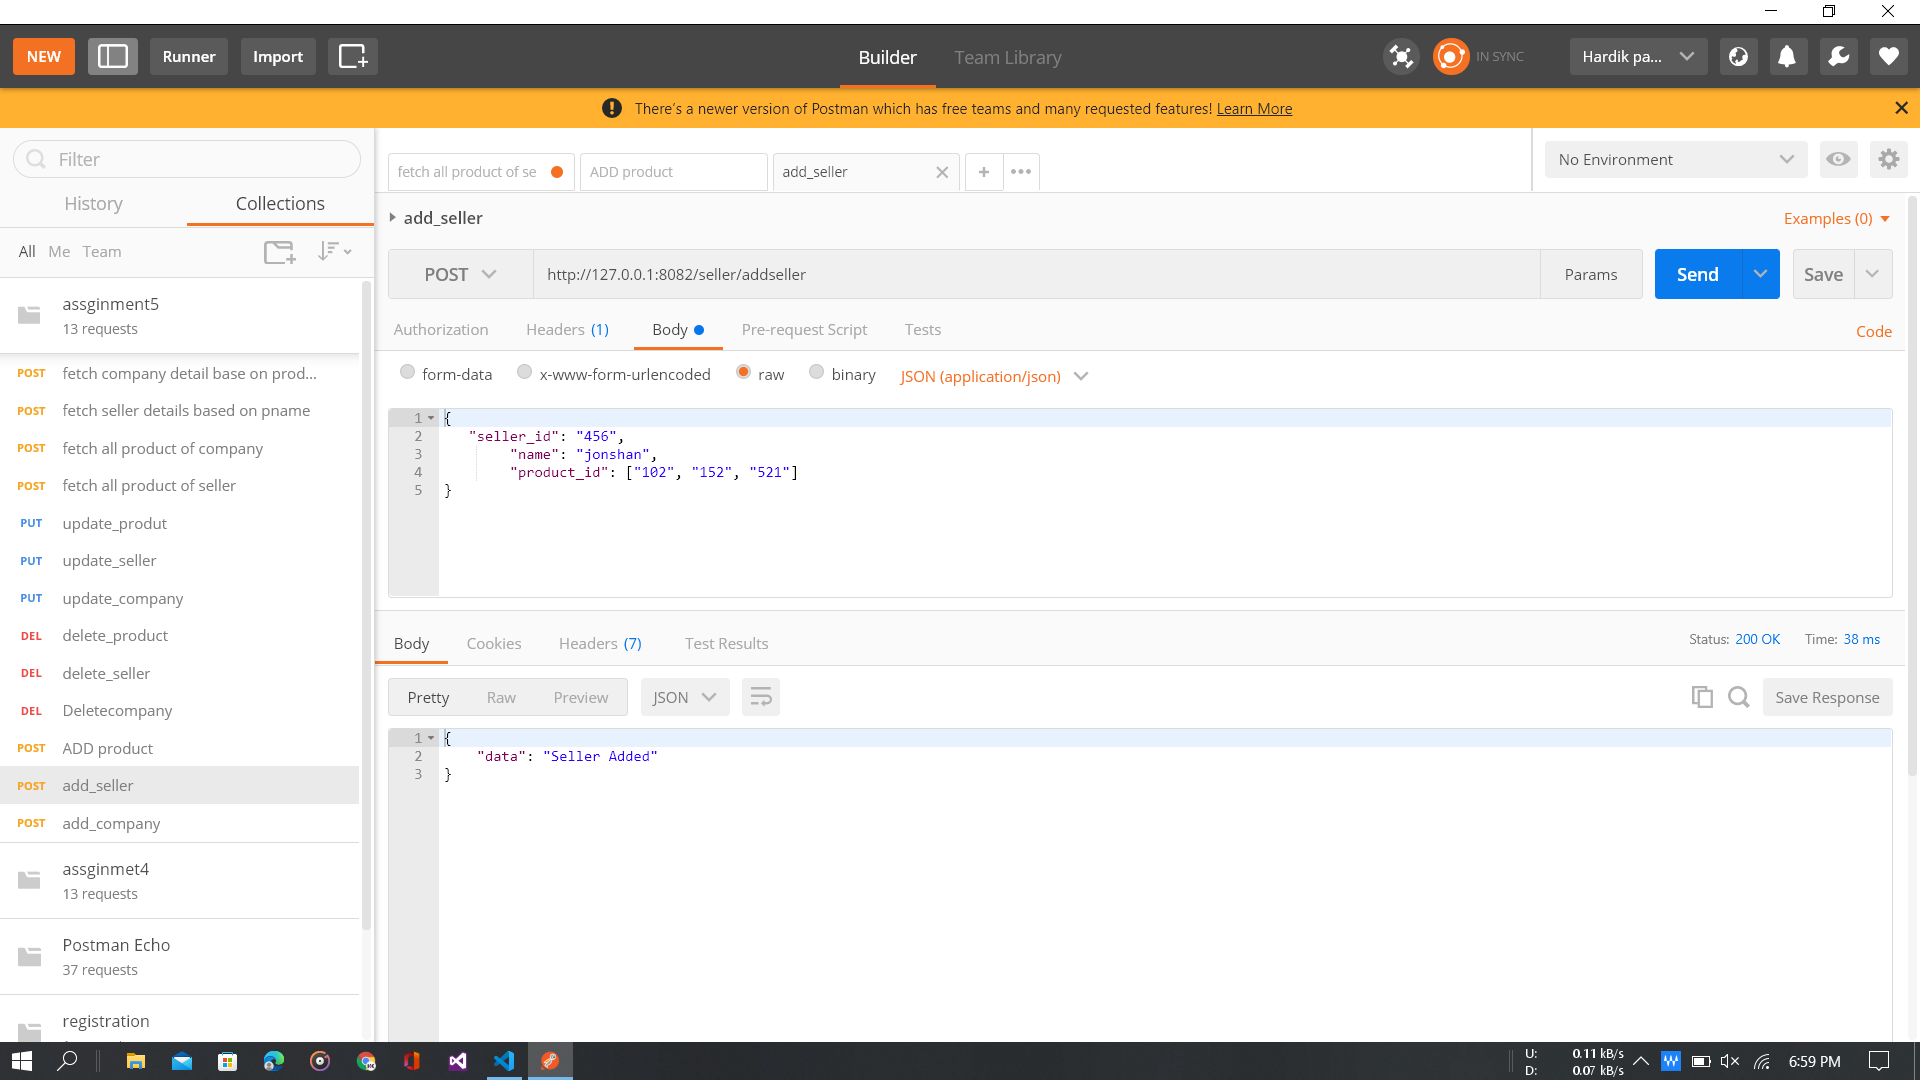 NEW
Runner
Import
Builder
Team Library
IN SYNC
Hardik pa...
There's a newer version of Postman which has free teams and many requested features! Learn More
Filter
History
Collections
All Me Team
assginment5
13 requests
POST fetch company detail base on prod...
POST fetch seller details based on pname
POST fetch all product of company
POST fetch all product of seller
PUT update_produt
PUT update_seller
PUT update_company
DEL delete_product
DEL delete_seller
DEL Deletecompany
POST ADD product
POST add_seller
POST add_company
assginmet4
13 requests
Postman Echo
37 requests
registration
fetch all product of se
ADD product
add_seller
No Environment
add_seller
Examples (0)
POST
http://127.0.0.1:8082/seller/addseller
Params
Send
Save
Authorization
Headers (1)
Body
Pre-request Script
Tests
Code
form-data
x-www-form-urlencoded
raw
binary
JSON (application/json)
1 {
2 "seller_id": "456",
3 "name": "jonshan",
4 "product_id": ["102", "152", "521"]
5 }
Body
Cookies
Headers (7)
Test Results
Status: 200 OK
Time: 38 ms
Pretty
Raw
Preview
JSON
Save Response
1 {
2 "data": "Seller Added"
3 }
U: 0.11 kB/s
D: 0.07 kB/s
6:59 PM